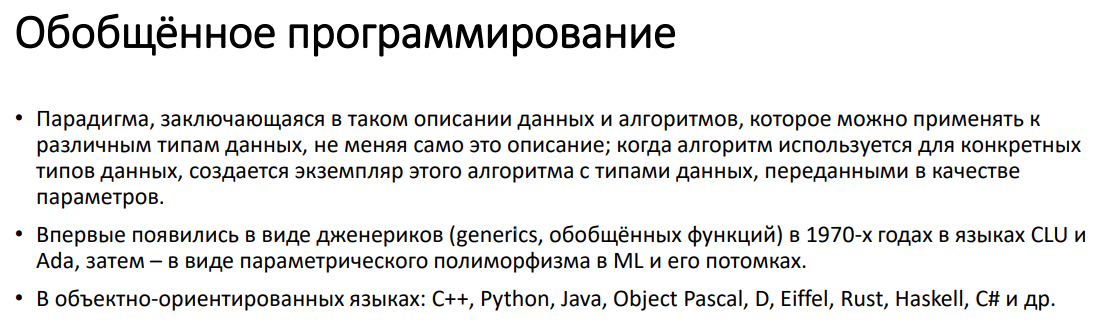 Обобщённое программирование
• Парадигма, заключающаяся в таком описании данных и алгоритмов, которое можно применять к
различным типам данных, не меняя само это описание; когда алгоритм используется для конкретных
типов данных, создается экземпляр этого алгоритма с типами данных, переданными в качестве
параметров.
• Впервые появились в виде дженериков (generics, обобщённых функций) в 1970-х годах в языках CLU и
Ada, затем – в виде параметрического полиморфизма в ML и его потомках.
• В объектно-ориентированных языках: C++, Python, Java, Object Pascal, D, Eiffel, Rust, Haskell, C# и др.